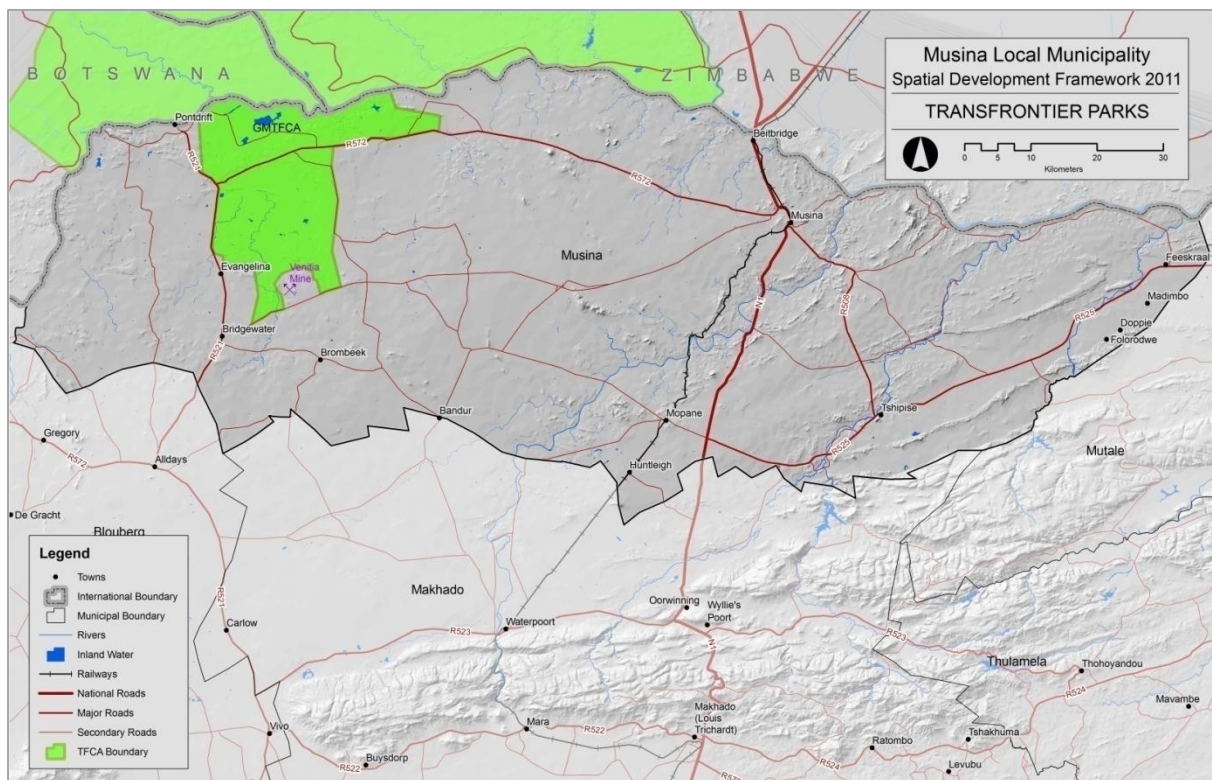 Musina Local Municipality
Spatial Development Framework 2011
TRANSFRONTIER PARKS
0 5 10 20 30
Kilometers
BOTSWANA
ZIMBABWE
Pontdrift
GMTFCA
Beitbridge
R572
R521
R572
Musina
Musina
Evangelina
Venitia
Mine
Feeskraal
Madimbo
R508
N1
R525
Doppie
Folorodwe
Bridgewater
R521
Brombeek
Bandur
Mopane
Tshipise
Gregory
R572
Alldays
Huntleigh
R525
Mutale
De Gracht
Blouberg
Makhado
R521
Carlow
Waterpoort
R523
Oorwinning
Wyllie's
Poort
R523
N1
Thulamela
Thohoyandou
R524
Mavambe
Vivo
Mara
R522
Makhado
(Louis
Trichardt)
Ratombo
Tshakhuma
R524
Levubu
Buysdorp
R522
Legend
Towns
International Boundary
Municipal Boundary
Rivers
Inland Water
Railways
National Roads
Major Roads
Secondary Roads
TFCA Boundary